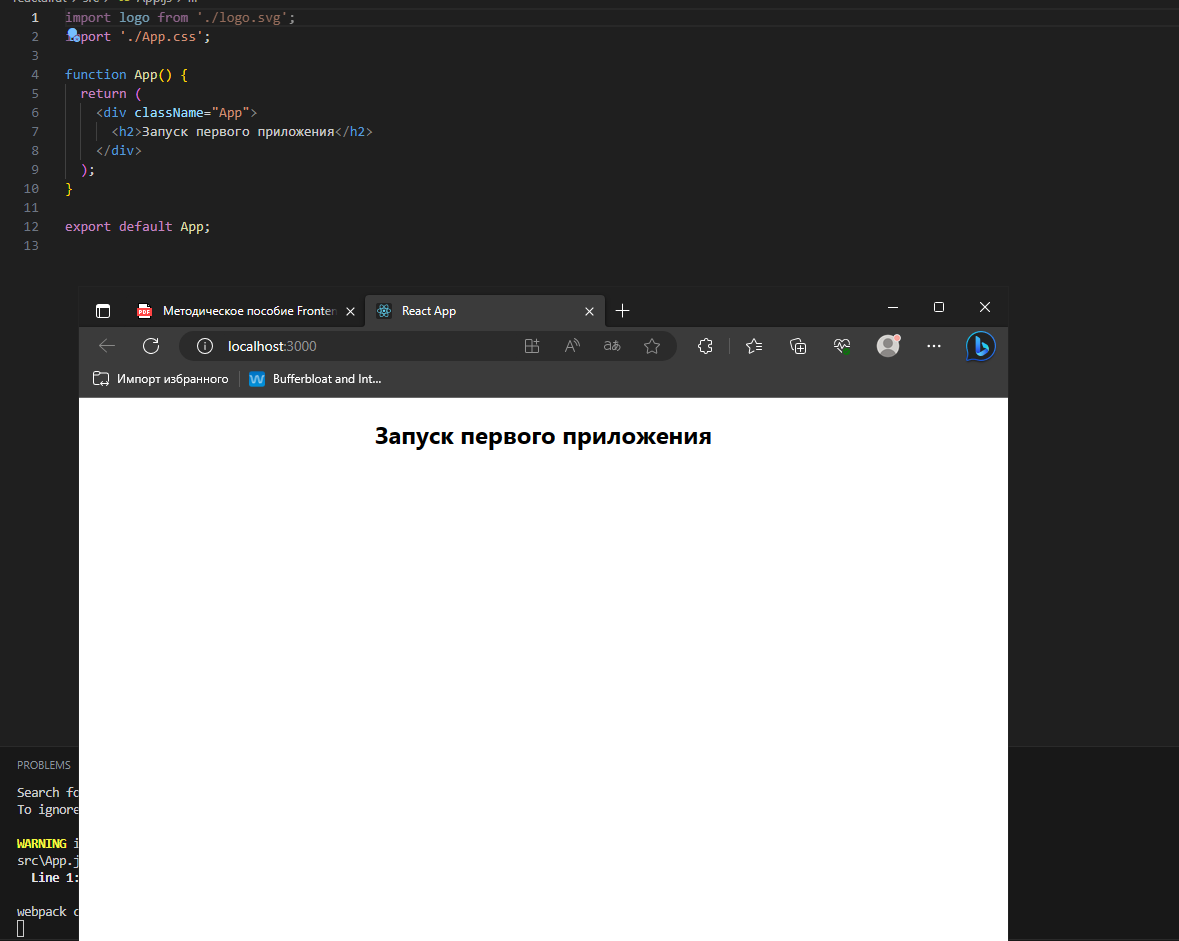 1 import logo from './logo.svg';
2 import './App.css';
3
4 function App() {
5 return (
6 <div className="App">
7 <h2>Запуск первого приложения</h2>
8 </div>
9 );
10 }
11
12 export default App;
13
Методическое пособие Fronten React App
localhost:3000
Импорт избранного Bufferbloat and Int...
Запуск первого приложения
PROBLEMS
Search fo
To ignore
WARNING i
src\App.j
Line 1:
webpack c